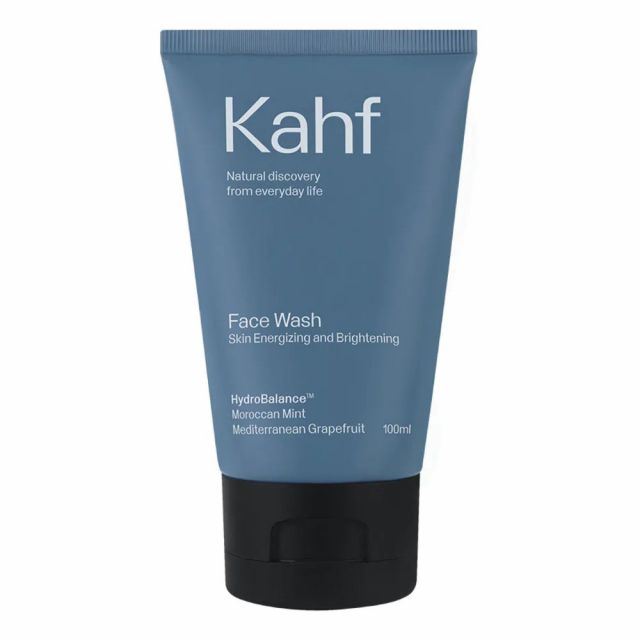 Kahf
Natural discovery
from everyday life
Face Wash
Skin Energizing and Brightening
HydroBalance™
Moroccan Mint
Mediterranean Grapefruit 100ml